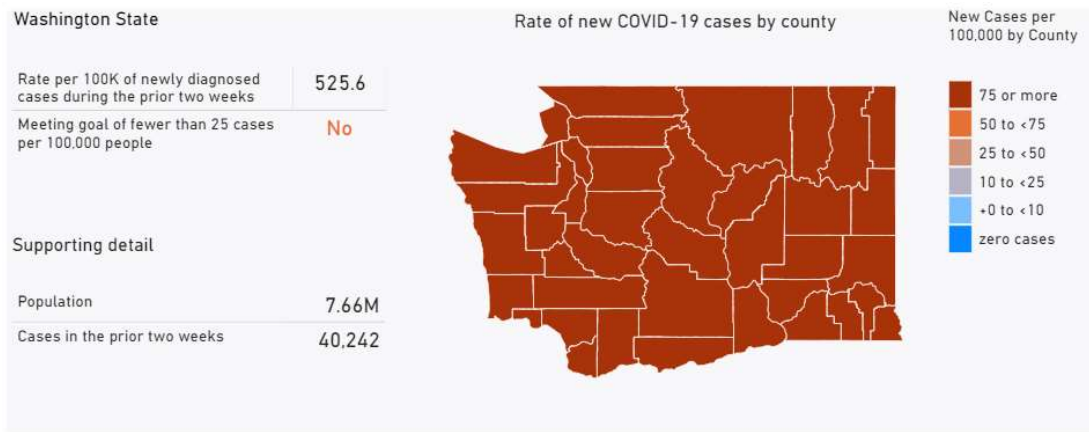 Washington State
Rate per 100K of newly diagnosed
cases during the prior two weeks
525.6
Meeting goal of fewer than 25 cases
per 100,000 people
No
Supporting detail
Population
7.66M
Cases in the prior two weeks
40,242
Rate of new COVID-19 cases by county
New Cases per
100,000 by County
75 or more
50 to <75
25 to <50
10 to <25
+0 to <10
zero cases